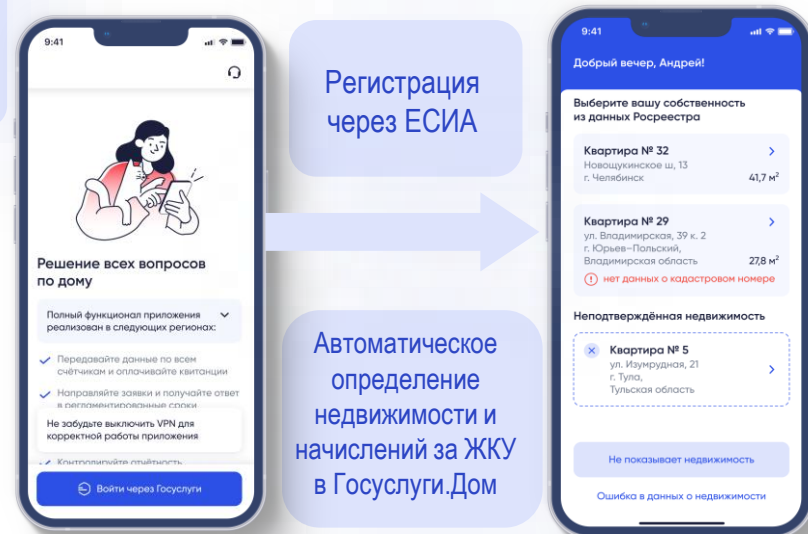 9:41
Решение всех вопросов
по дому
Полный функционал приложения
реализован в следующих регионах:
Передавайте данные по всем
счётчикам и оплачивайте квитанции
Направляйте заявки и получайте ответ
в регламентированные сроки
Не забудьте выключить VPN для
корректной работы приложения
Контролируйте отчётность
Войти через Госуслуги
Регистрация
через ЕСИА
Автоматическое
определение
недвижимости и
начислений за ЖКУ
в Госуслуги.Дом
9:41
Добрый вечер, Андрей!
Выберите вашу собственность
из данных Росреестра
Квартира № 32
Новощукинское ш, 13
г. Челябинск 41,7 м²
Квартира № 29
ул. Владимирская, 39 к. 2
г. Юрьев-Польский,
Владимирская область 27,8 м²
нет данных о кадастровом номере
Неподтверждённая недвижимость
Квартира № 5
ул. Изумрудная, 21
г. Тула,
Тульская область
Не показывает недвижимость
Ошибка в данных о недвижимости